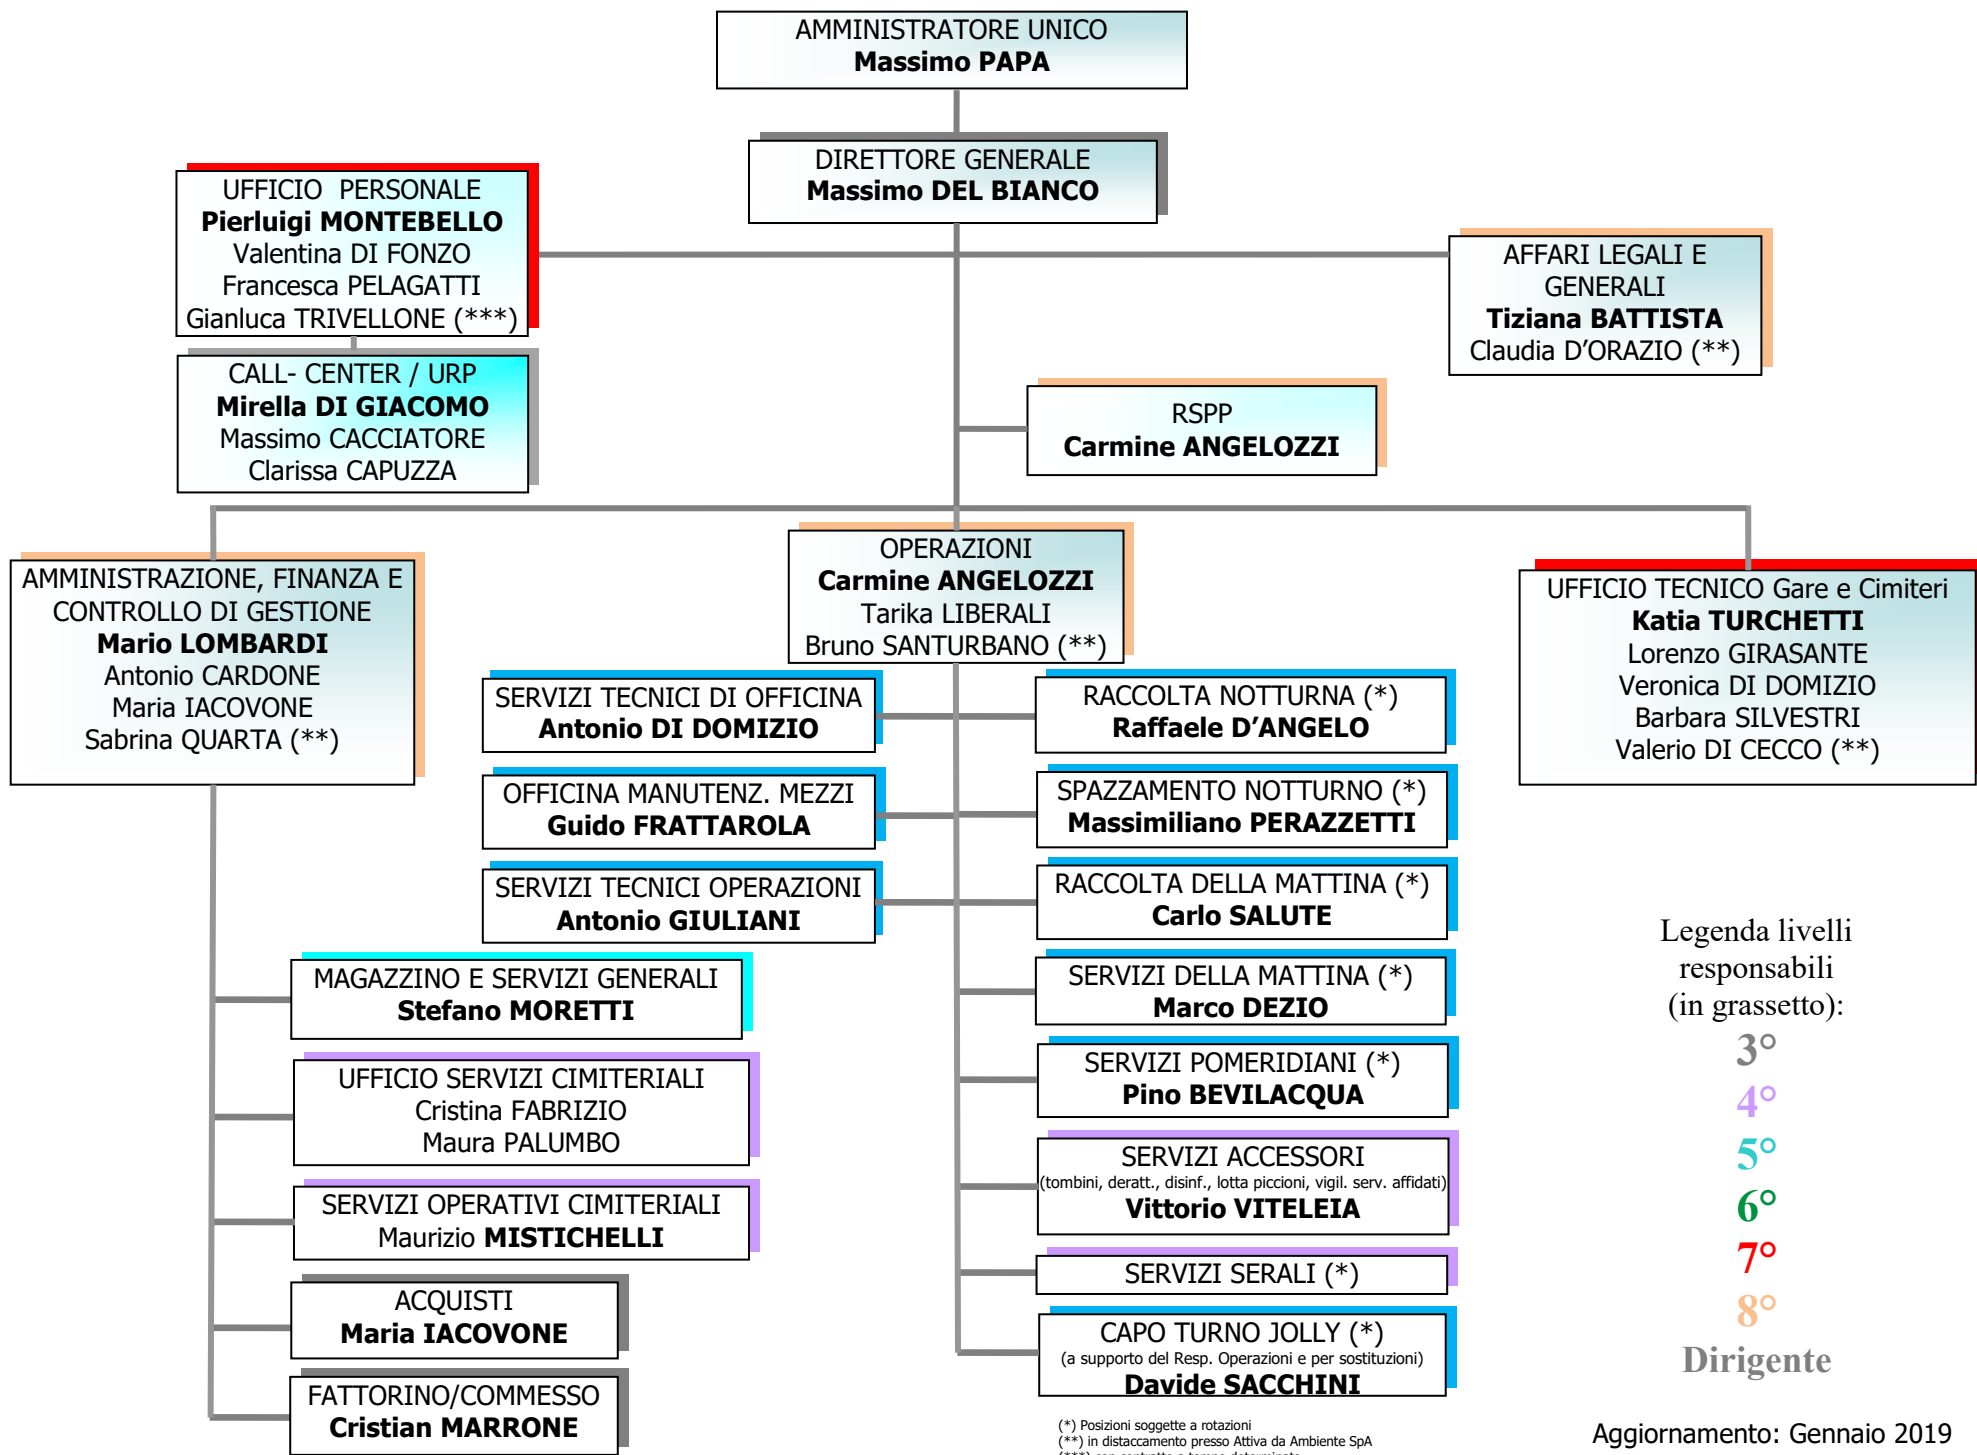 AMMINISTRATORE UNICO
Massimo PAPA
DIRETTORE GENERALE
Massimo DEL BIANCO
UFFICIO PERSONALE
Pierluigi MONTEBELLO
Valentina DI FONZO
Francesca PELAGATTI
Gianluca TRIVELLONE (***)
AFFARI LEGALI E
GENERALI
Tiziana BATTISTA
Claudia D'ORAZIO (**)
CALL- CENTER / URP
Mirella DI GIACOMO
Massimo CACCIATORE
Clarissa CAPUZZA
RSPP
Carmine ANGELOZZI
AMMINISTRAZIONE, FINANZA E
CONTROLLO DI GESTIONE
Mario LOMBARDI
Antonio CARDONE
Maria IACOVONE
Sabrina QUARTA (**)
OPERAZIONI
Carmine ANGELOZZI
Tarika LIBERALI
Bruno SANTURBANO (**)
UFFICIO TECNICO Gare e Cimiteri
Katia TURCHETTI
Lorenzo GIRASANTE
Veronica DI DOMIZIO
Barbara SILVESTRI
Valerio DI CECCO (**)
SERVIZI TECNICI DI OFFICINA
Antonio DI DOMIZIO
OFFICINA MANUTENZ. MEZZI
Guido FRATTAROLA
SERVIZI TECNICI OPERAZIONI
Antonio GIULIANI
RACCOLTA NOTTURNA (*)
Raffaele D'ANGELO
SPAZZAMENTO NOTTURNO (*)
Massimiliano PERAZZETTI
RACCOLTA DELLA MATTINA (*)
Carlo SALUTE
SERVIZI DELLA MATTINA (*)
Marco DEZIO
SERVIZI POMERIDIANI (*)
Pino BEVILACQUA
SERVIZI ACCESSORI
(tombini, deratt., disinf., lotta piccioni, vigil. serv. affidati)
Vittorio VITELEIA
SERVIZI SERALI (*)
CAPO TURNO JOLLY (*)
(a supporto del Resp. Operazioni e per sostituzioni)
Davide SACCHINI
MAGAZZINO E SERVIZI GENERALI
Stefano MORETTI
UFFICIO SERVIZI CIMITERIALI
Cristina FABRIZIO
Maura PALUMBO
SERVIZI OPERATIVI CIMITERIALI
Maurizio MISTICHELLI
ACQUISTI
Maria IACOVONE
FATTORINO/COMMESSO
Cristian MARRONE
Legenda livelli
responsabili
(in grassetto):
3°
4°
5°
6°
7°
8°
Dirigente
(*) Posizioni soggette a rotazioni
(**) in distaccamento presso Attiva da Ambiente SpA
(***) con contratto a tempo determinato
Aggiornamento: Gennaio 2019